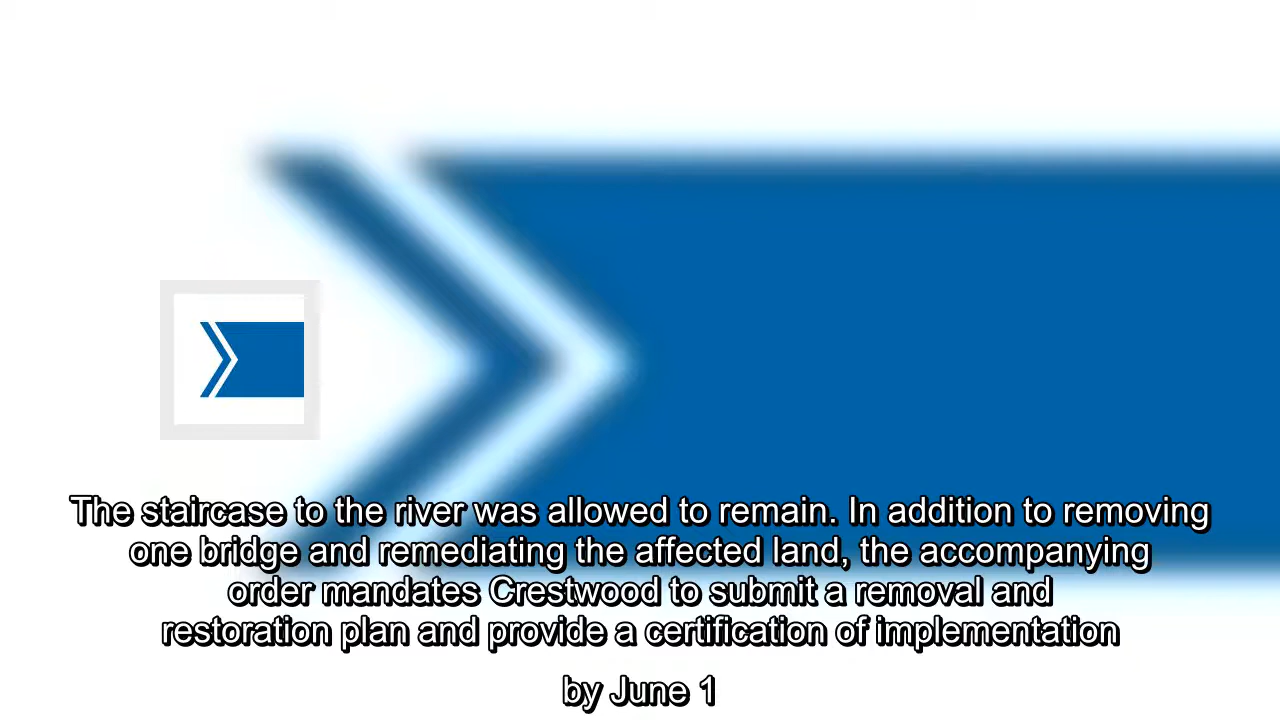 The staircase to the river was allowed to remain. In addition to removing
one bridge and remediating the affected land, the accompanying
order mandates Crestwood to submit a removal and
restoration plan and provide a certification of implementation
by June 1